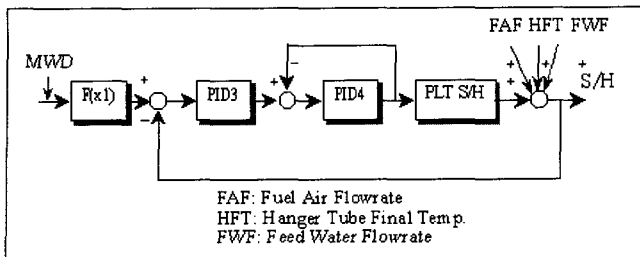 FAF HFT FWF
MWD
S/H
F(x1)
PID3
PID4
PLT S/H
+
−
+
−
+
+
+
+
+
FAF: Fuel Air Flowrate
HFT: Hanger Tube Final Temp.
FWF: Feed Water Flowrate